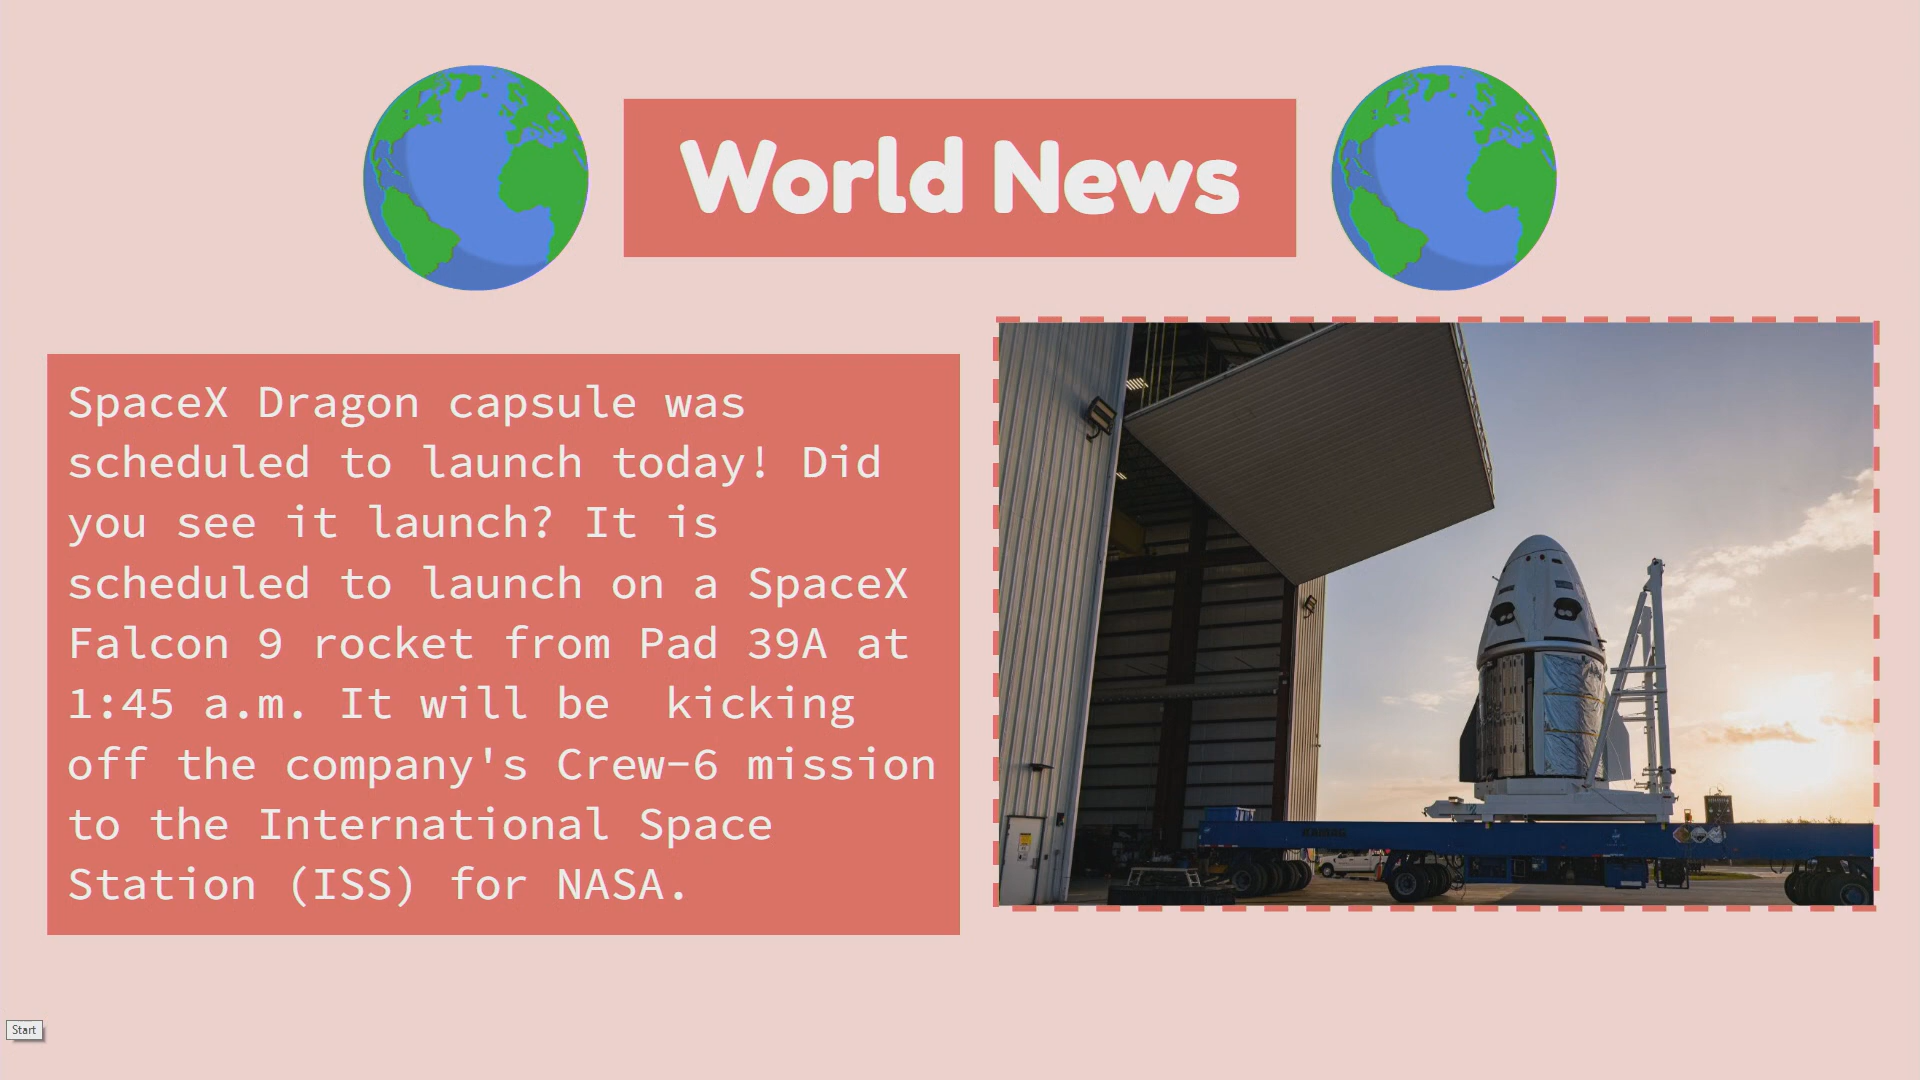 World News
SpaceX Dragon capsule was
scheduled to launch today! Did
you see it launch? It is
scheduled to launch on a SpaceX
Falcon 9 rocket from Pad 39A at
1:45 a.m. It will be  kicking
off the company's Crew-6 mission
to the International Space
Station (ISS) for NASA.
Start